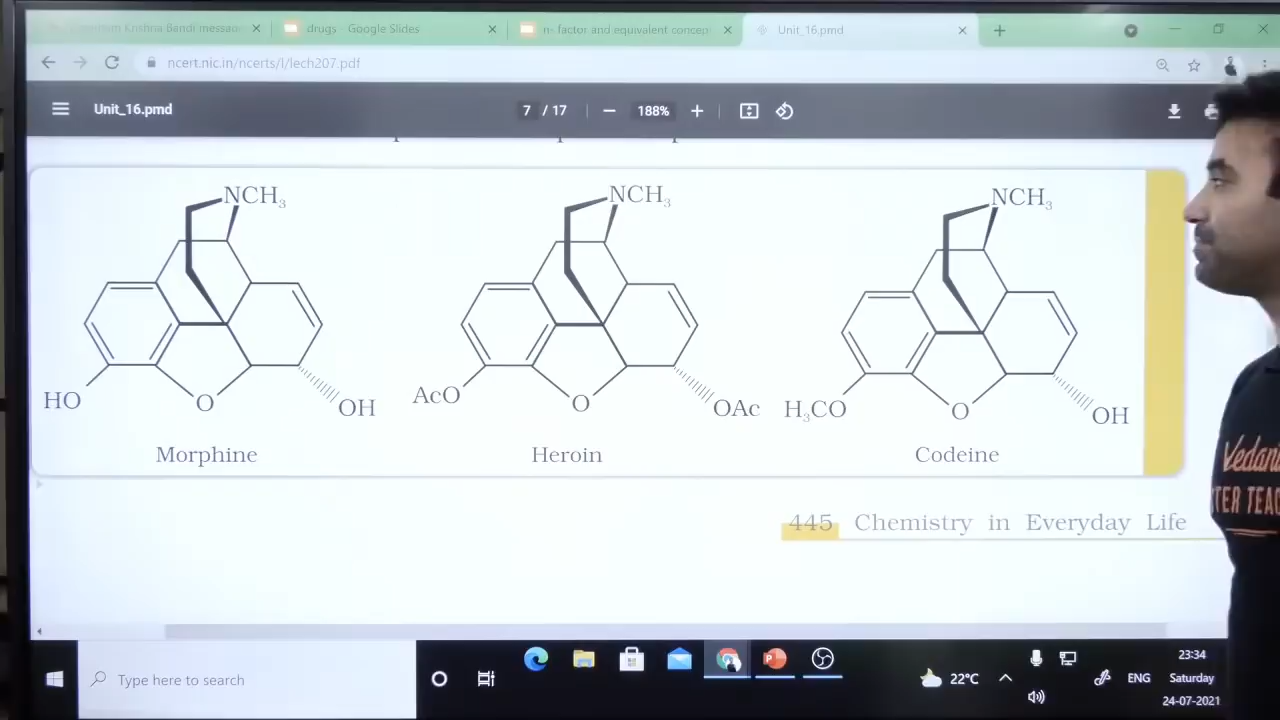 drugs - Google Slides
n- factor and equivalent concep
Unit_16.pmd
ncert.nic.in/ncerts/l/lech207.pdf
Unit_16.pmd
7 / 17
188%
NCH₃
NCH₃
NCH₃
HO
O
OH
AcO
O
OAc
H₃CO
O
OH
Morphine
Heroin
Codeine
445 Chemistry in Everyday Life
Type here to search
22°C
ENG
23:34
Saturday
24-07-2021